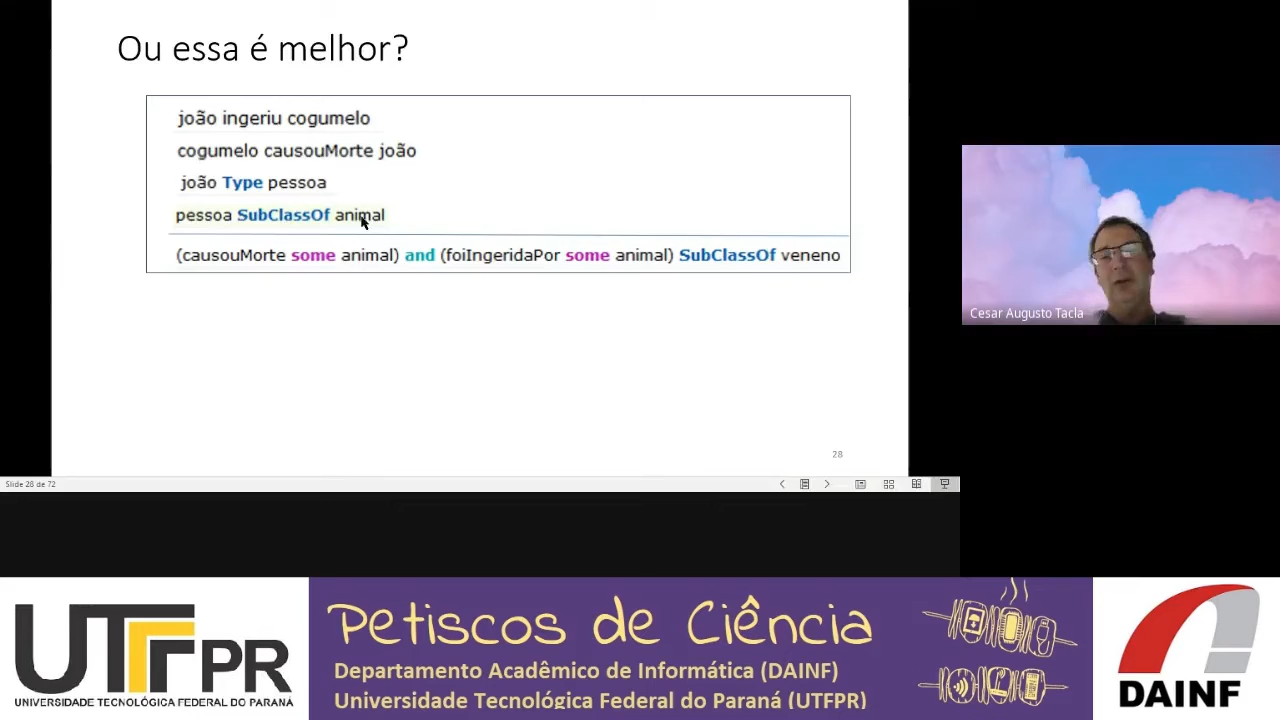 Ou essa é melhor?
joão ingeriu cogumelo
cogumelo causouMorte joão
joão Type pessoa
pessoa SubClassOf animal
(causouMorte some animal) and (foiIngeridaPor some animal) SubClassOf veneno
28
Cesar Augusto Tacla
Slide 28 de 72
UTFPR
UNIVERSIDADE TECNOLÓGICA FEDERAL DO PARANÁ
Petiscos de Ciência
Departamento Acadêmico de Informática (DAINF)
Universidade Tecnológica Federal do Paraná (UTFPR)
DAINF